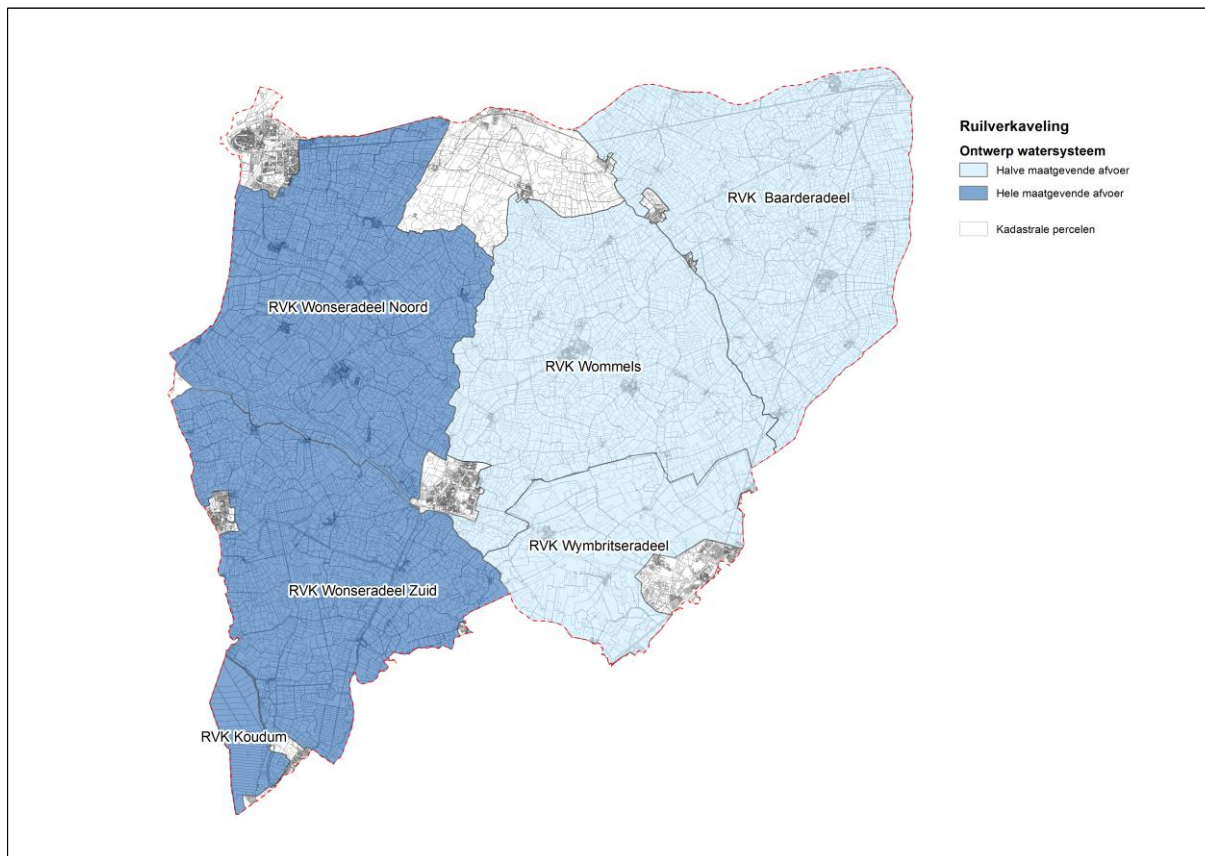 Ruilverkaveling
Ontwerp watersysteem
Halve maatgevende afvoer
Hele maatgevende afvoer
Kadastrale percelen
RVK Baarderadeel
RVK Wonseradeel Noord
RVK Wommels
RVK Wymbritseradeel
RVK Wonseradeel Zuid
RVK Koudum